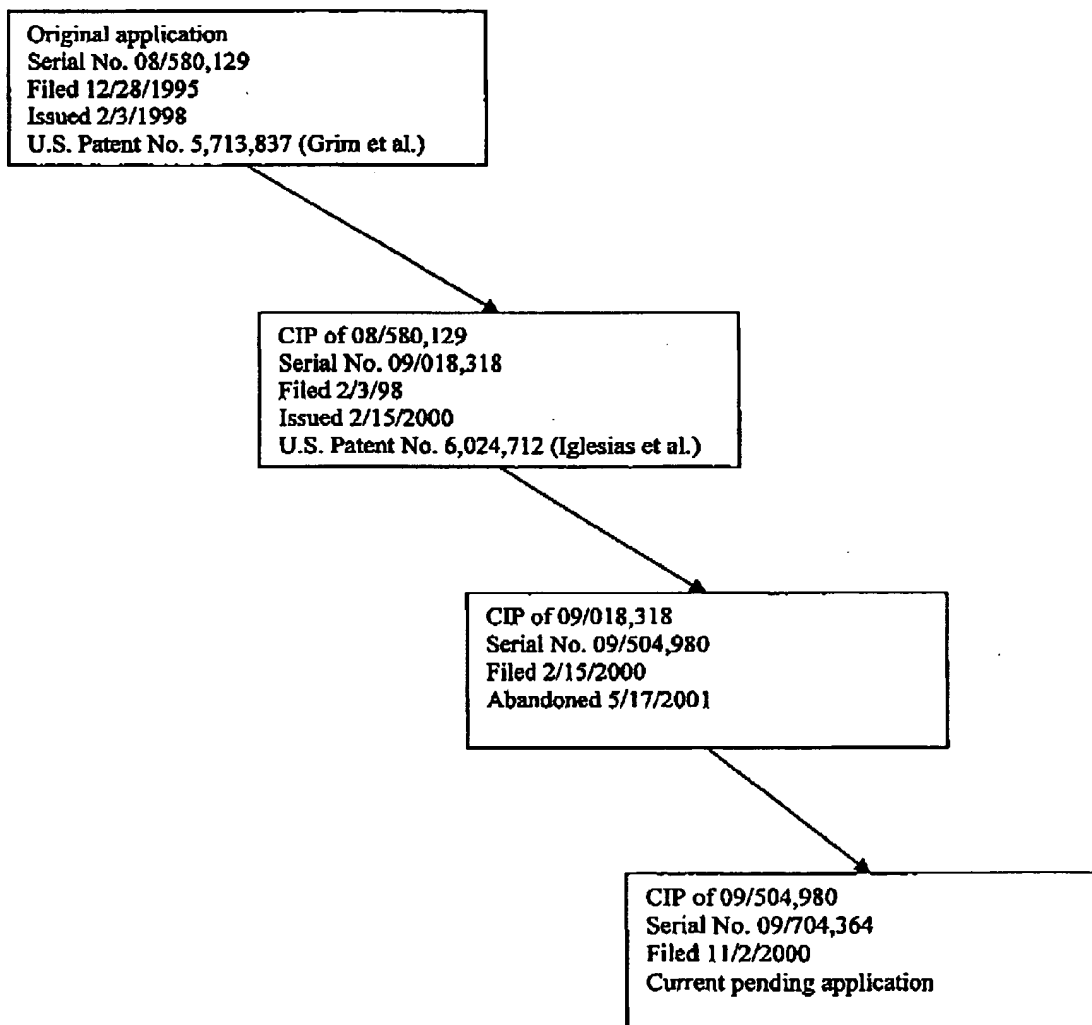 Original application
Serial No. 08/580,129
Filed 12/28/1995
Issued 2/3/1998
U.S. Patent No. 5,713,837 (Grim et al.)
CIP of 08/580,129
Serial No. 09/018,318
Filed 2/3/98
Issued 2/15/2000
U.S. Patent No. 6,024,712 (Iglesias et al.)
CIP of 09/018,318
Serial No. 09/504,980
Filed 2/15/2000
Abandoned 5/17/2001
CIP of 09/504,980
Serial No. 09/704,364
Filed 11/2/2000
Current pending application